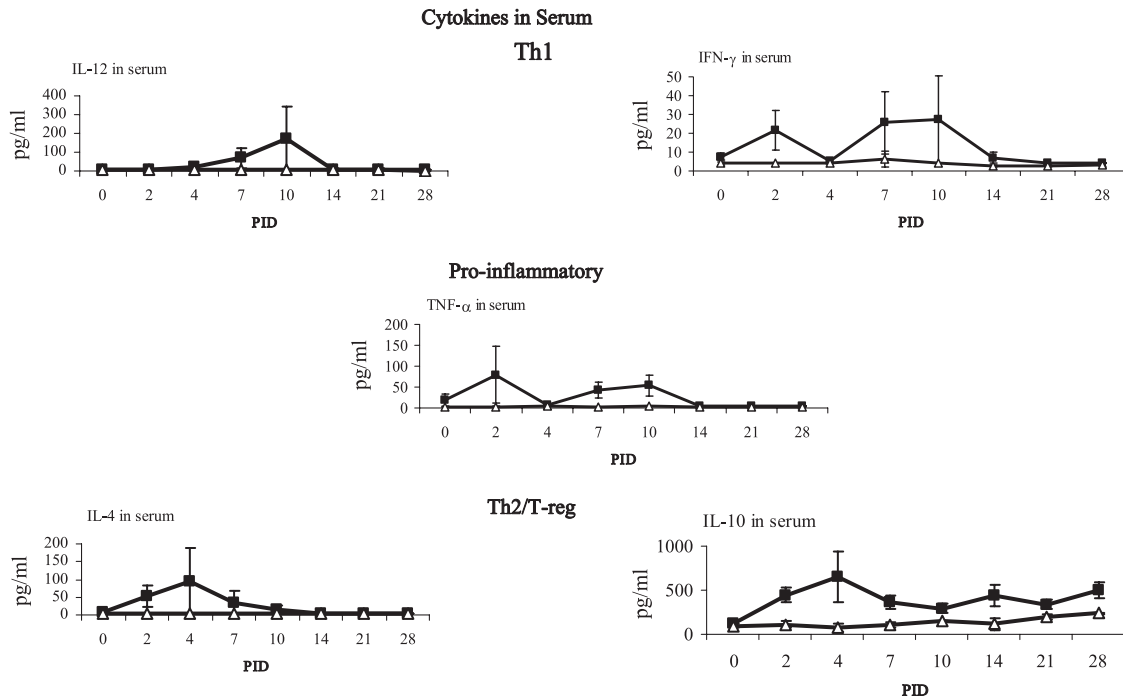 Cytokines in Serum
Th1
IL-12 in serum
pg/ml
400
300
200
100
0
0 2 4 7 10 14 21 28
PID
IFN-γ in serum
pg/ml
50
40
30
20
10
0
0 2 4 7 10 14 21 28
PID
Pro-inflammatory
TNF-α in serum
pg/ml
200
150
100
50
0
0 2 4 7 10 14 21 28
PID
Th2/T-reg
IL-4 in serum
pg/ml
200
150
100
50
0
0 2 4 7 10 14 21 28
PID
IL-10 in serum
pg/ml
1000
500
0
0 2 4 7 10 14 21 28
PID